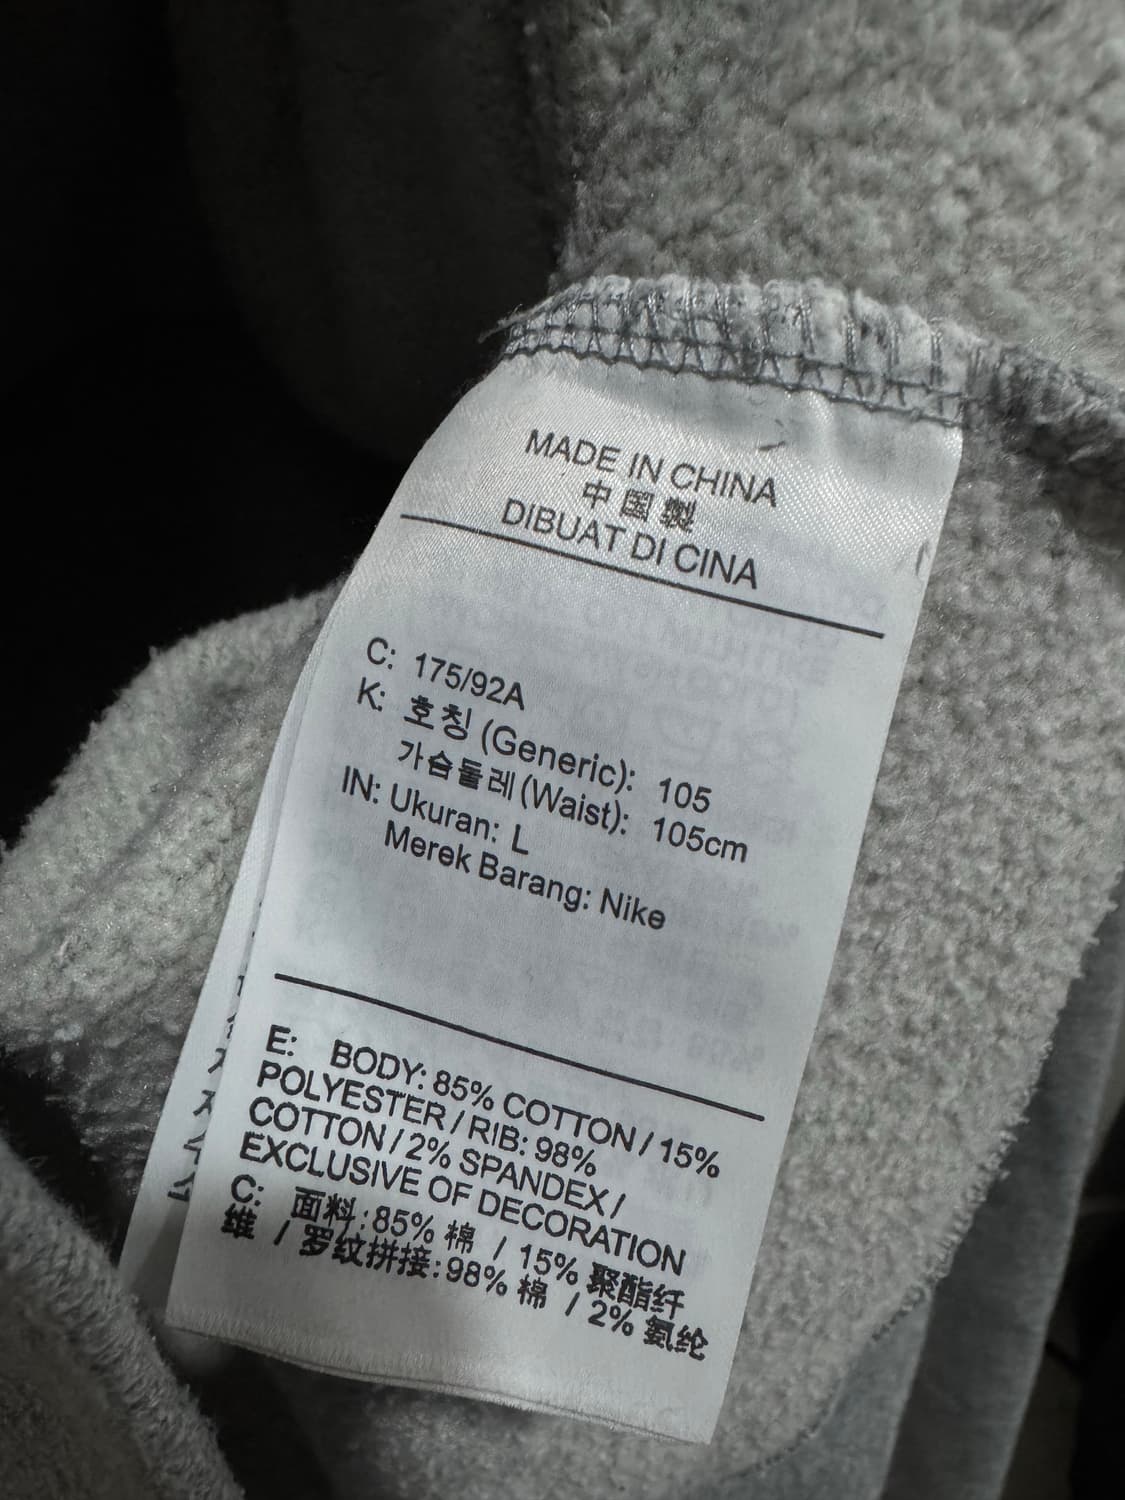 MADE IN CHINA
中国製
DIBUAT DI CINA
C: 175/92A
K: 호칭 (Generic): 105
가슴둘레 (Waist): 105cm
IN: Ukuran: L
Merek Barang: Nike
E: BODY: 85% COTTON / 15%
POLYESTER / RIB: 98%
COTTON / 2% SPANDEX /
EXCLUSIVE OF DECORATION
C: 面料:85% 棉 / 15% 聚酯纤
维 / 罗纹拼接:98% 棉 / 2% 氨纶